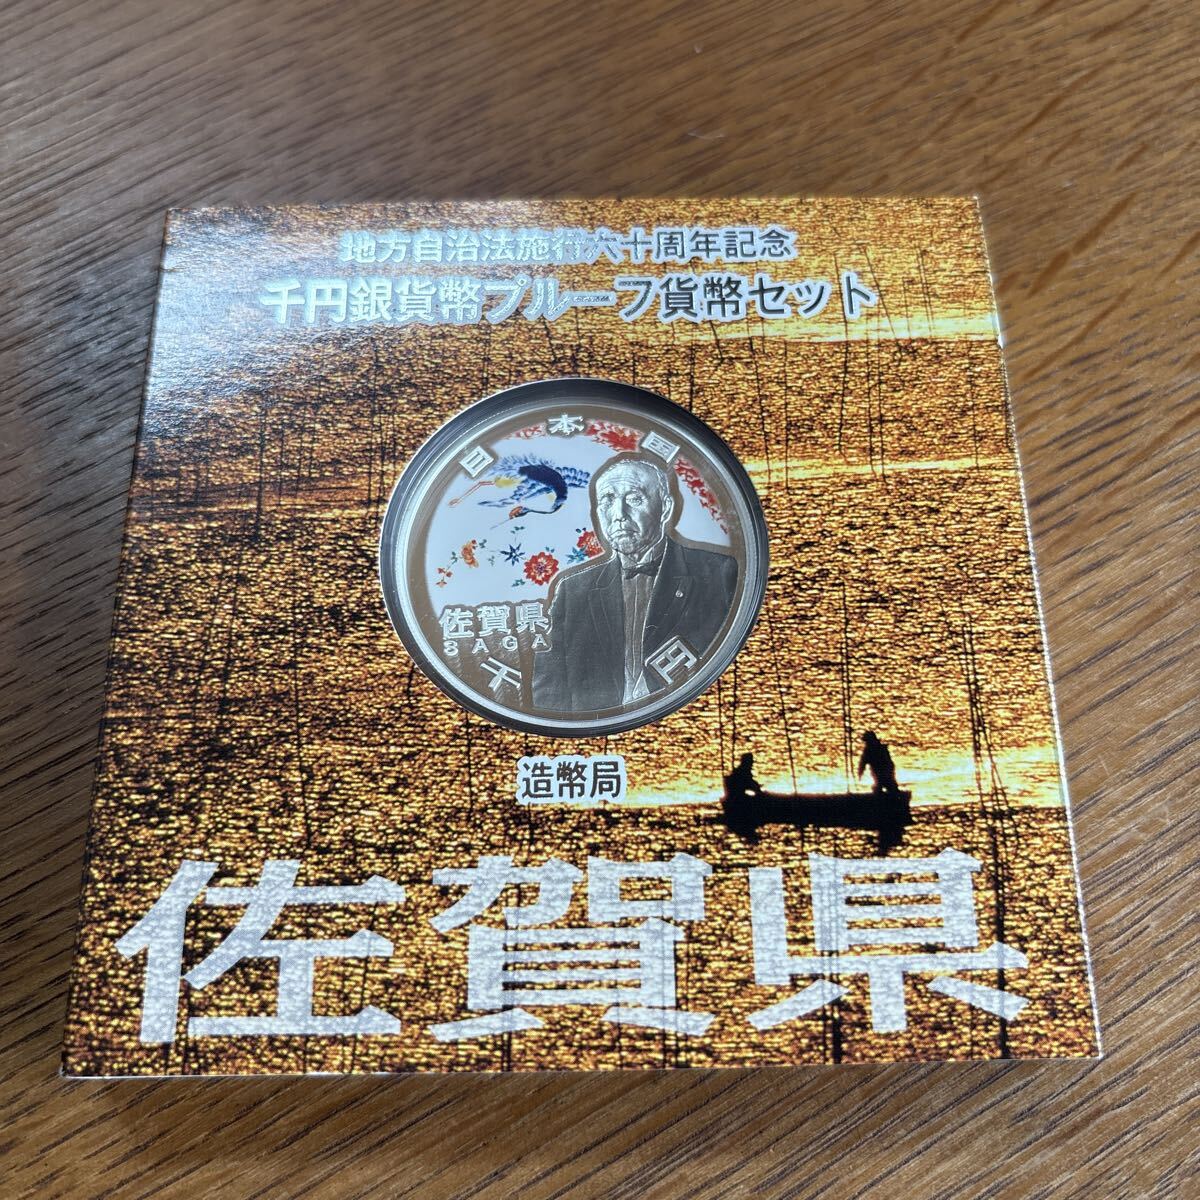 地方自治法施行六十周年記念
千円銀貨幣プルーフ貨幣セット
日本国
佐賀県
SAGA
千円
造幣局
佐賀県